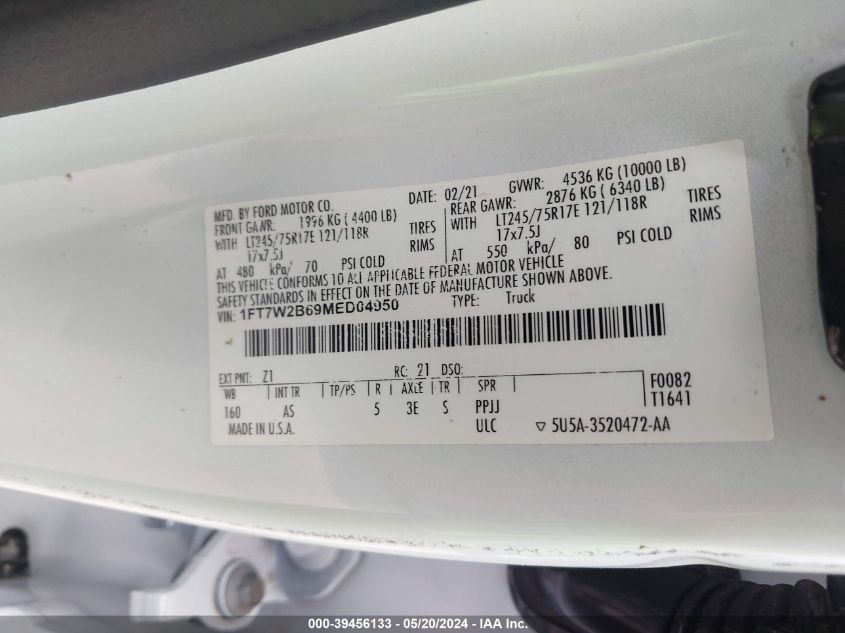 MFD. BY FORD MOTOR CO. DATE: 02/21 GVWR: 4536 KG (10000 LB)
FRONT GAWR: 1996 KG ( 4400 LB) REAR GAWR: 2876 KG ( 6340 LB)
WITH LT245/75R17E 121/118R TIRES WITH LT245/75R17E 121/118R TIRES
17x7.5J RIMS 17x7.5J RIMS
AT 480 kPa/ 70 PSI COLD AT 550 kPa/ 80 PSI COLD
THIS VEHICLE CONFORMS TO ALL APPLICABLE FEDERAL MOTOR VEHICLE
SAFETY STANDARDS IN EFFECT ON THE DATE OF MANUFACTURE SHOWN ABOVE.
VIN: 1FT7W2B69MED04950 TYPE: Truck
EXT PNT: Z1 RC: 21 DSO:
WB INT TR TP/PS R AXLE TR SPR F0082
160 AS 5 3E S PPJJ T1641
MADE IN U.S.A. ULC ▽ 5U5A-3520472-AA
000-39456133 - 05/20/2024 - IAA Inc.